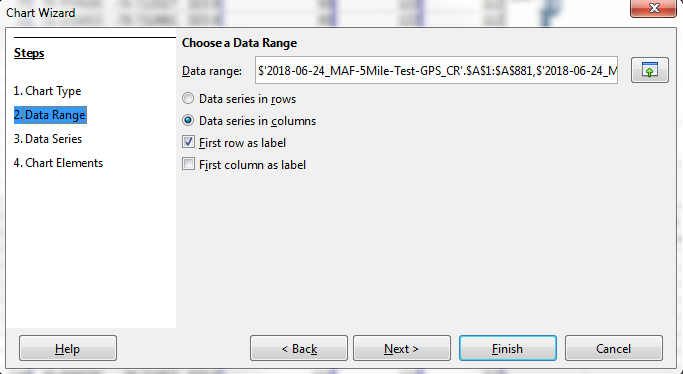 Chart Wizard
Steps
1. Chart Type
2. Data Range
3. Data Series
4. Chart Elements
Choose a Data Range
Data range: $'2018-06-24_MAF-5Mile-Test-GPS_CR'.$A$1:$A$881,$'2018-06-24_M
Data series in rows
Data series in columns
First row as label
First column as label
Help
< Back
Next >
Finish
Cancel